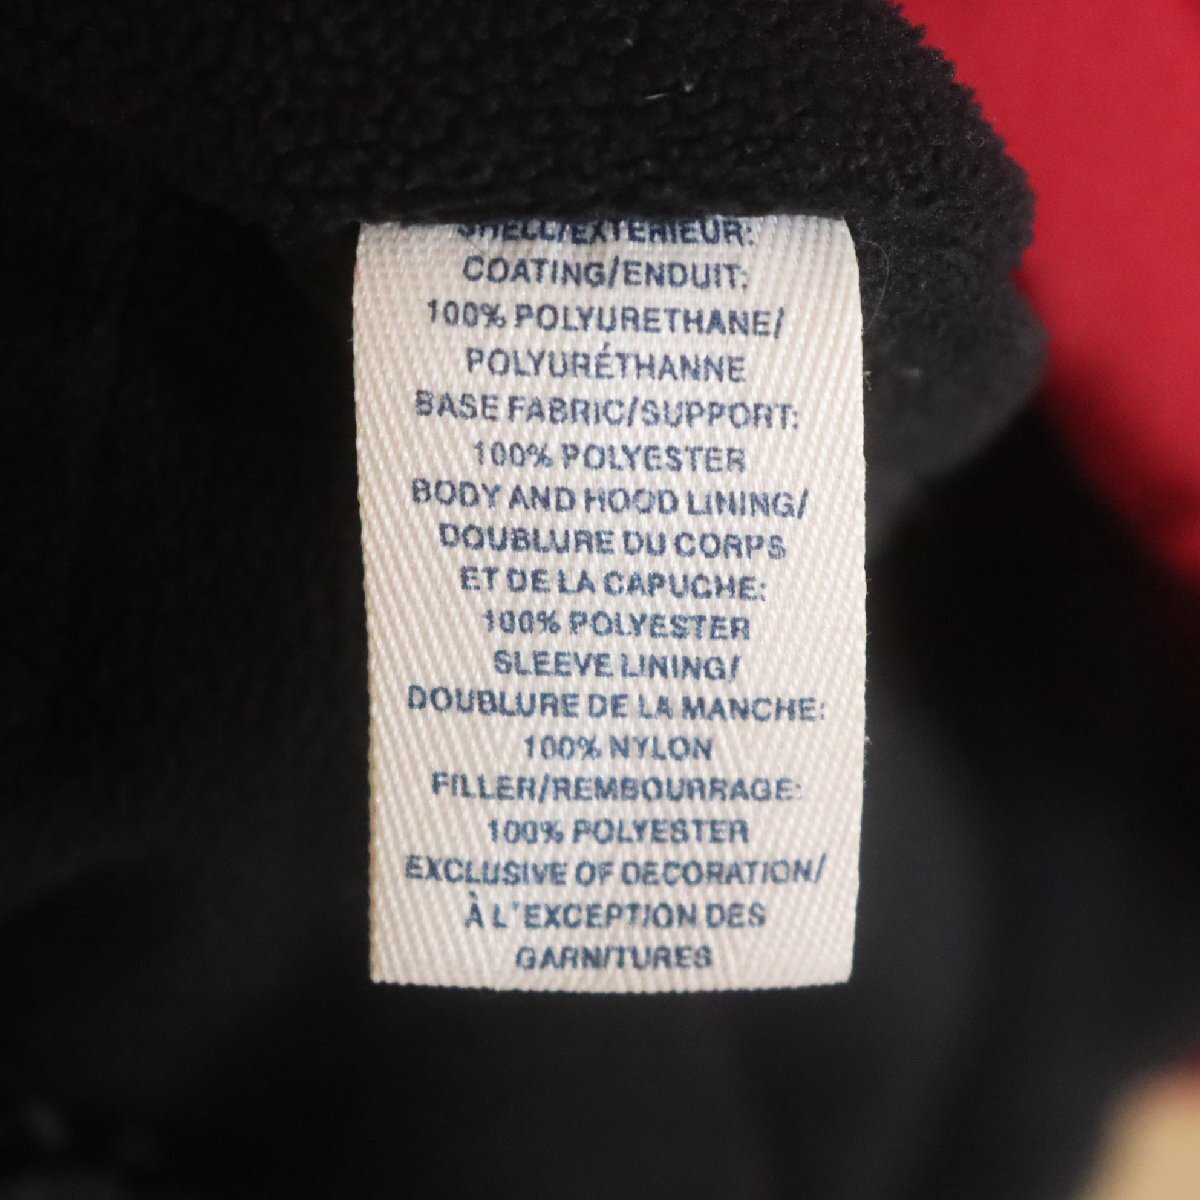 SHELL/EXTERIEUR:
COATING/ENDUIT:
100% POLYURETHANE/
POLYURÉTHANNE
BASE FABRIC/SUPPORT:
100% POLYESTER
BODY AND HOOD LINING/
DOUBLURE DU CORPS
ET DE LA CAPUCHE:
100% POLYESTER
SLEEVE LINING/
DOUBLURE DE LA MANCHE:
100% NYLON
FILLER/REMBOURRAGE:
100% POLYESTER
EXCLUSIVE OF DECORATION/
À L'EXCEPTION DES
GARNITURES